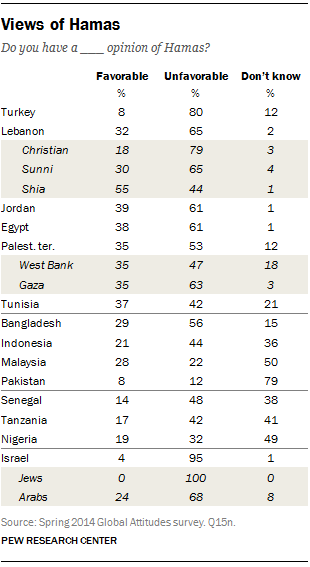 Views of Hamas
Do you have a ____ opinion of Hamas?
Favorable Unfavorable Don't know
% % %
Turkey 8 80 12
Lebanon 32 65 2
Christian 18 79 3
Sunni 30 65 4
Shia 55 44 1
Jordan 39 61 1
Egypt 38 61 1
Palest. ter. 35 53 12
West Bank 35 47 18
Gaza 35 63 3
Tunisia 37 42 21
Bangladesh 29 56 15
Indonesia 21 44 36
Malaysia 28 22 50
Pakistan 8 12 79
Senegal 14 48 38
Tanzania 17 42 41
Nigeria 19 32 49
Israel 4 95 1
Jews 0 100 0
Arabs 24 68 8
Source: Spring 2014 Global Attitudes survey. Q15n.
PEW RESEARCH CENTER